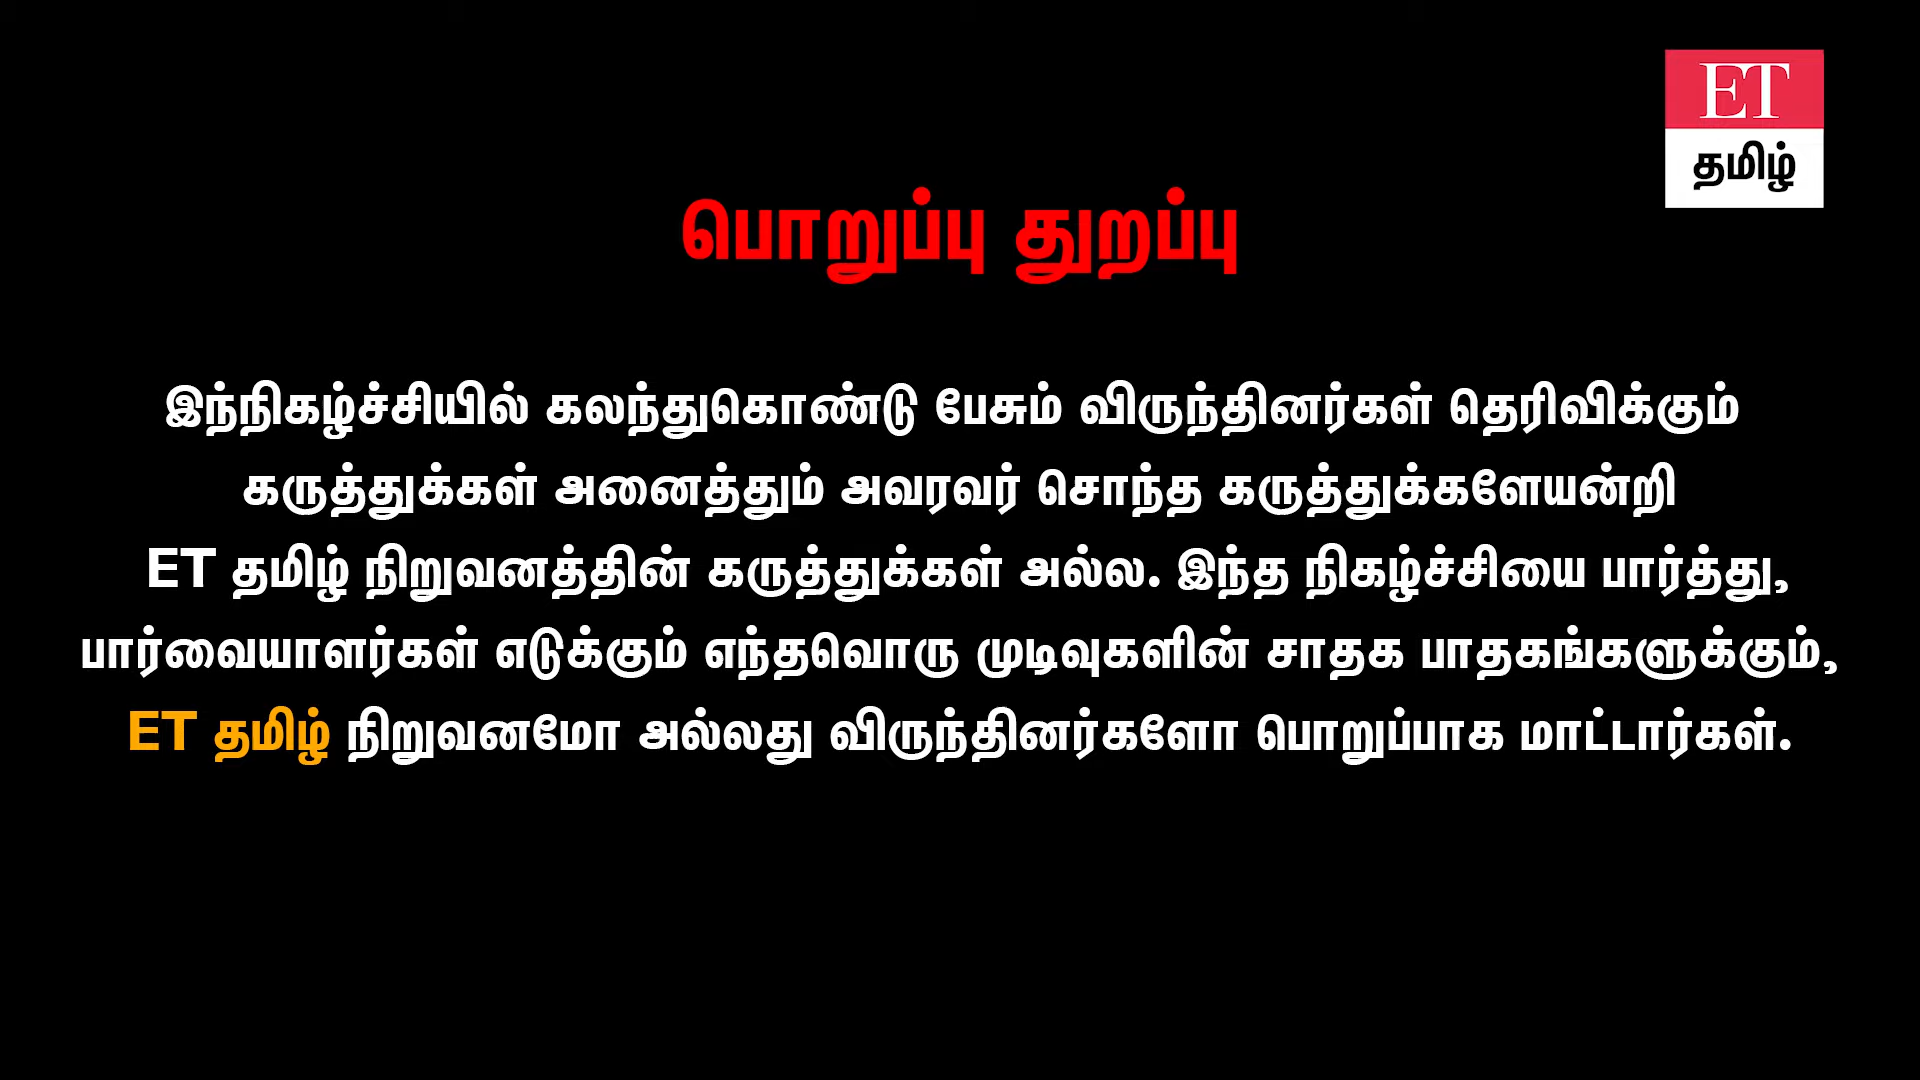 ET
தமிழ்
பொறுப்பு துறப்பு
இந்நிகழ்ச்சியில் கலந்துகொண்டு பேசும் விருந்தினர்கள் தெரிவிக்கும்
கருத்துக்கள் அனைத்தும் அவரவர் சொந்த கருத்துக்களேயன்றி
ET தமிழ் நிறுவனத்தின் கருத்துக்கள் அல்ல. இந்த நிகழ்ச்சியை பார்த்து,
பார்வையாளர்கள் எடுக்கும் எந்தவொரு முடிவுகளின் சாதக பாதகங்களுக்கும்,
ET தமிழ் நிறுவனமோ அல்லது விருந்தினர்களோ பொறுப்பாக மாட்டார்கள்.